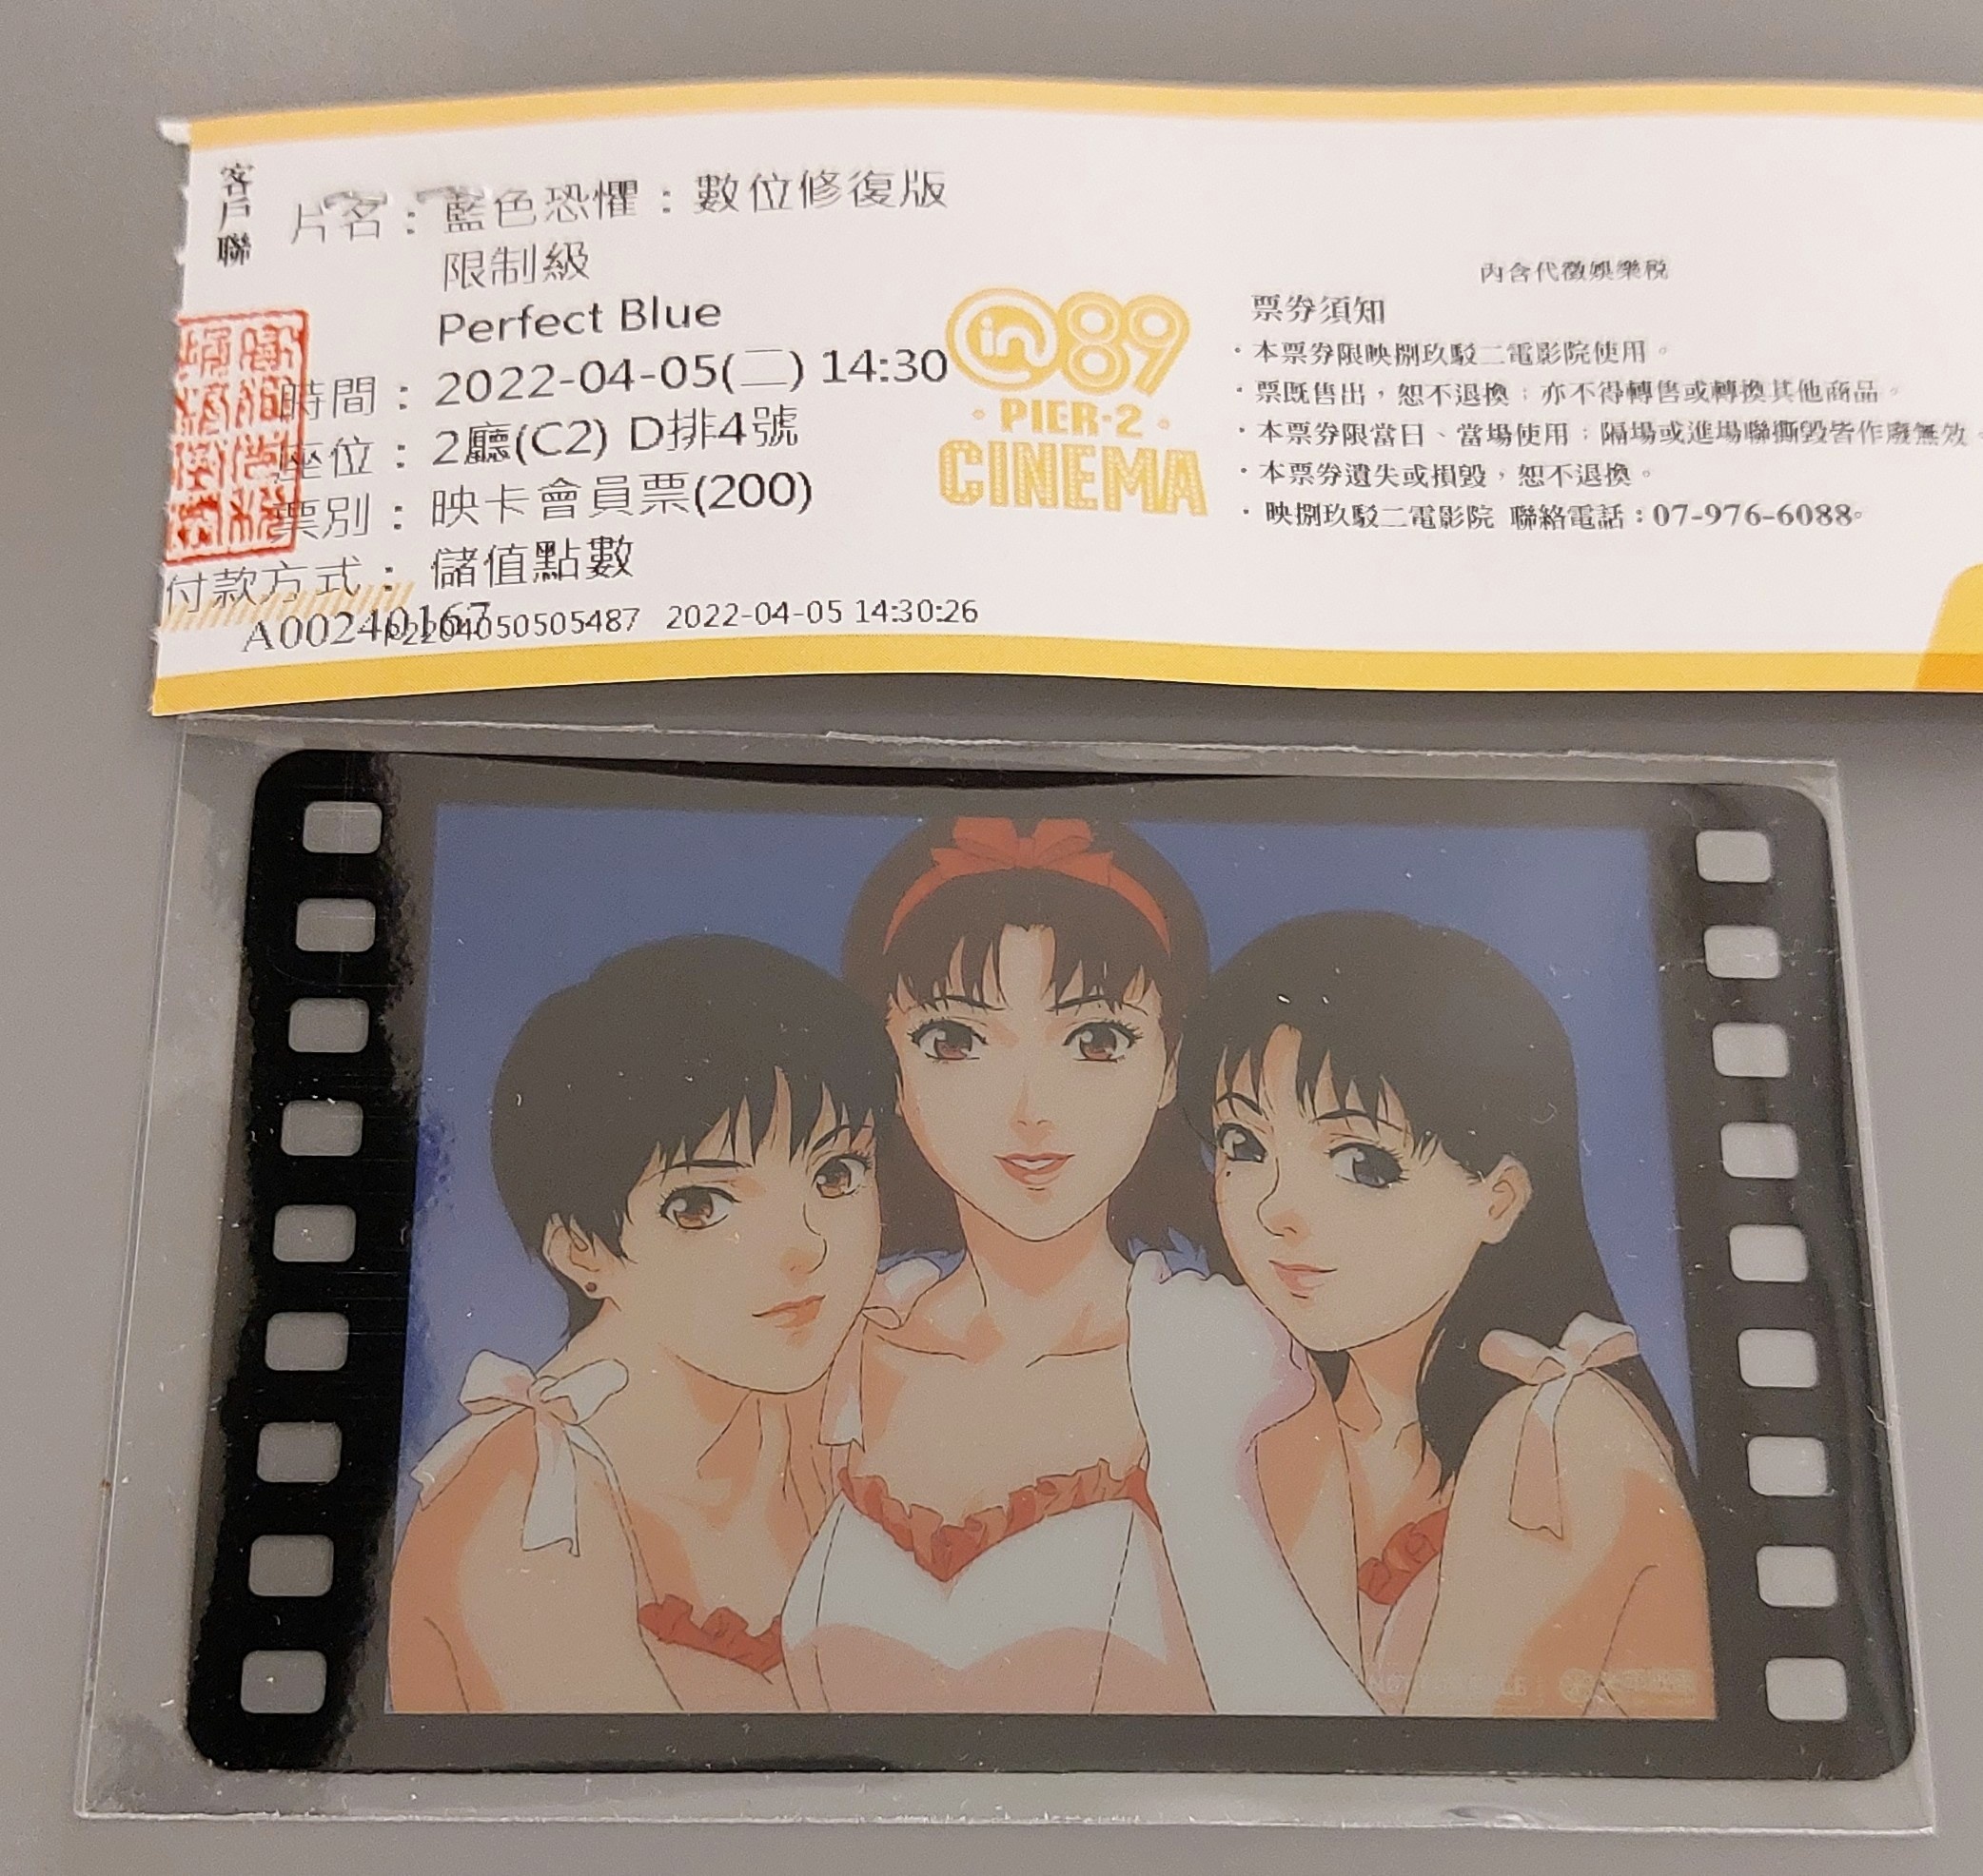 客戶聯
片名：藍色恐懼：數位修復版
限制級
Perfect Blue
時間：2022-04-05(二) 14:30
座位：2廳(C2) D排4號
票別：映卡會員票(200)
付款方式：儲值點數
A00240167
2204050505487 2022-04-05 14:30:26
@in89
·PIER-2·
CINEMA
內含代徵娛樂稅
票券須知
·本票券限映捌玖駁二電影院使用。
·票既售出，恕不退換；亦不得轉售或轉換其他商品。
·本票券限當日、當場使用；隔場或進場聯撕毀皆作廢無效。
·本票券遺失或損毀，恕不退換。
·映捌玖駁二電影院 聯絡電話：07-976-6088。